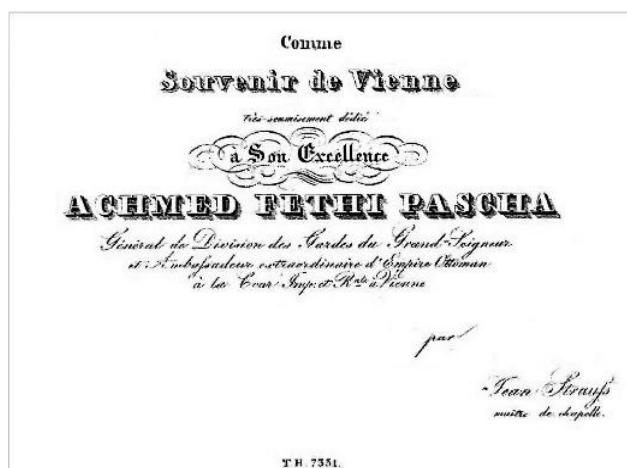 Comme
Souvenir de Vienne
très-soumisement dédié
à Son Excellence
ACHMED FETHI PASCHA
Général de Division des Gardes du Grand-Seigneur
et Ambaſsadeur extraordinaire d'Empire Ottoman
à la Cour Imp. et R.ale à Vienne
par
Jean Strauſs
maître de chapelle.
T.H. 7351.